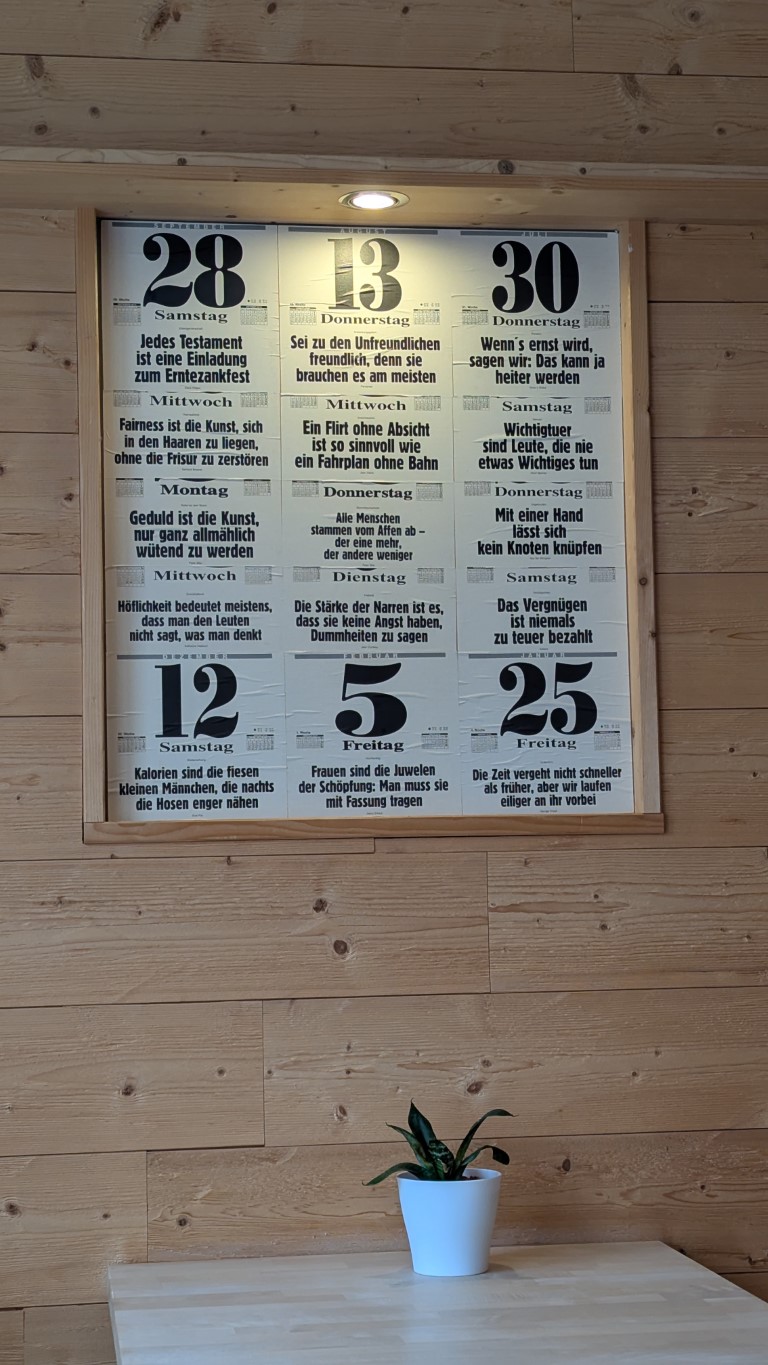 SEPTEMBER
28
Samstag
Jedes Testament
ist eine Einladung
zum Erntezankfest
Mittwoch
Fairness ist die Kunst, sich
in den Haaren zu liegen,
ohne die Frisur zu zerstören
Montag
Geduld ist die Kunst,
nur ganz allmählich
wütend zu werden
Mittwoch
Höflichkeit bedeutet meistens,
dass man den Leuten
nicht sagt, was man denkt
DEZEMBER
12
Samstag
Kalorien sind die fiesen
kleinen Männchen, die nachts
die Hosen enger nähen
AUGUST
13
Donnerstag
Sei zu den Unfreundlichen
freundlich, denn sie
brauchen es am meisten
Mittwoch
Ein Flirt ohne Absicht
ist so sinnvoll wie
ein Fahrplan ohne Bahn
Donnerstag
Alle Menschen
stammen vom Affen ab –
der eine mehr,
der andere weniger
Dienstag
Die Stärke der Narren ist es,
dass sie keine Angst haben,
Dummheiten zu sagen
FEBRUAR
5
Freitag
Frauen sind die Juwelen
der Schöpfung: Man muss sie
mit Fassung tragen
JULI
30
Donnerstag
Wenn´s ernst wird,
sagen wir: Das kann ja
heiter werden
Samstag
Wichtigtuer
sind Leute, die nie
etwas Wichtiges tun
Donnerstag
Mit einer Hand
lässt sich
kein Knoten knüpfen
Samstag
Das Vergnügen
ist niemals
zu teuer bezahlt
JANUAR
25
Freitag
Die Zeit vergeht nicht schneller
als früher, aber wir laufen
eiliger an ihr vorbei